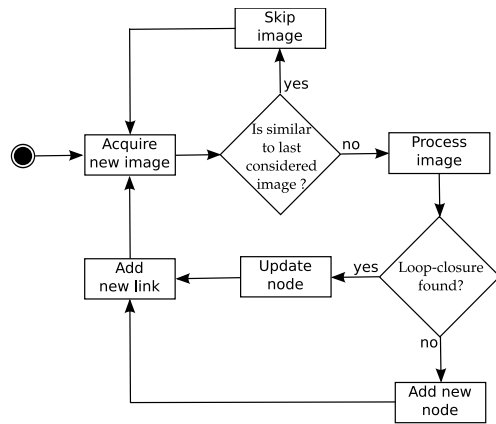 Skip
image
yes
Acquire
new image
Is similar
to last
considered
image ?
no
Process
image
Add
new link
Update
node
yes
Loop-closure
found?
no
Add new
node